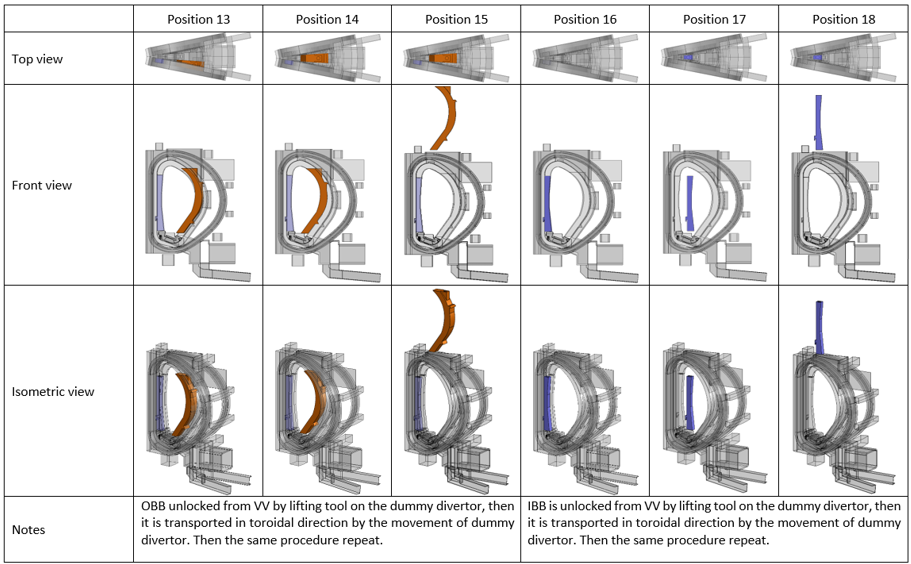 Position 13 Position 14 Position 15 Position 16 Position 17 Position 18
Top view
Front view
Isometric view
Notes
OBB unlocked from VV by lifting tool on the dummy divertor, then
it is transported in toroidal direction by the movement of dummy
divertor. Then the same procedure repeat.
IBB is unlocked from VV by lifting tool on the dummy divertor, then
it is transported in toroidal direction by the movement of dummy
divertor. Then the same procedure repeat.